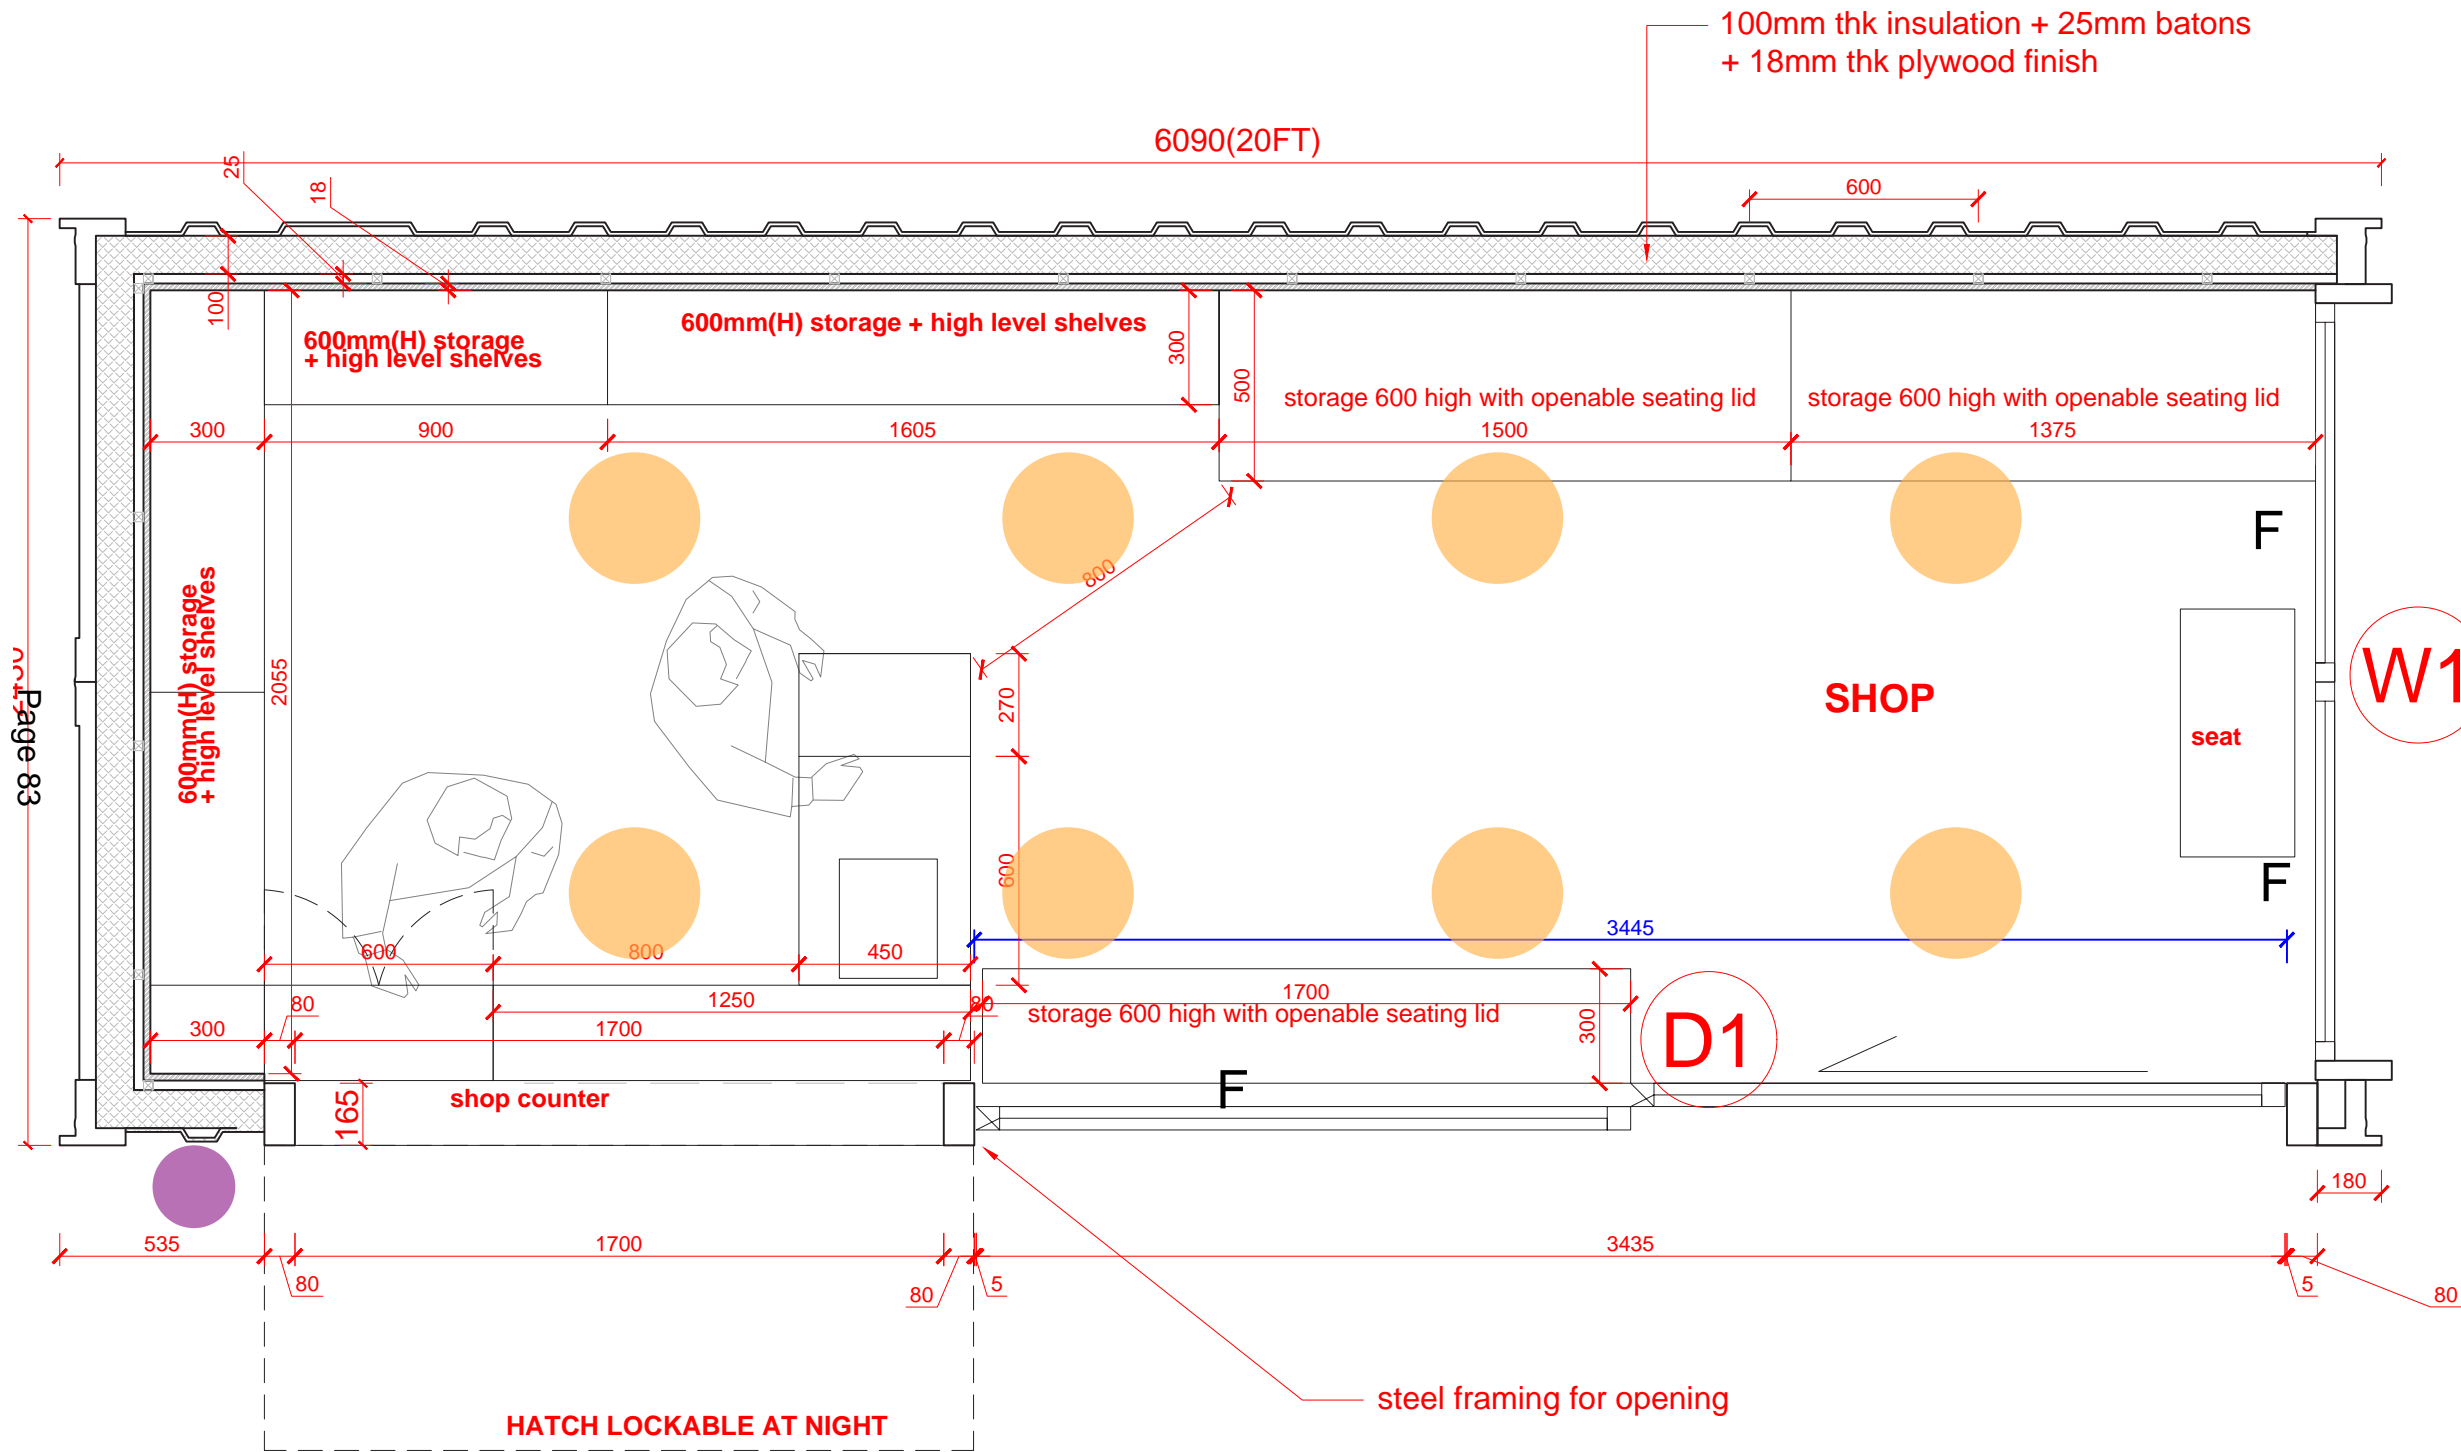 100mm thk insulation + 25mm batons
+ 18mm thk plywood finish
6090(20FT)
600
25
18
100
600mm(H) storage
+ high level shelves
600mm(H) storage + high level shelves
300
500
storage 600 high with openable seating lid
storage 600 high with openable seating lid
300
900
1605
1500
1375
F
800
600mm(H) storage
+ high level shelves
2055
270
SHOP
W1
seat
Page 83
600
F
3445
600
800
450
80
1250
80
1700
storage 600 high with openable seating lid
300
D1
300
1700
F
165
shop counter
180
535
1700
3435
80
80
5
5
80
steel framing for opening
HATCH LOCKABLE AT NIGHT